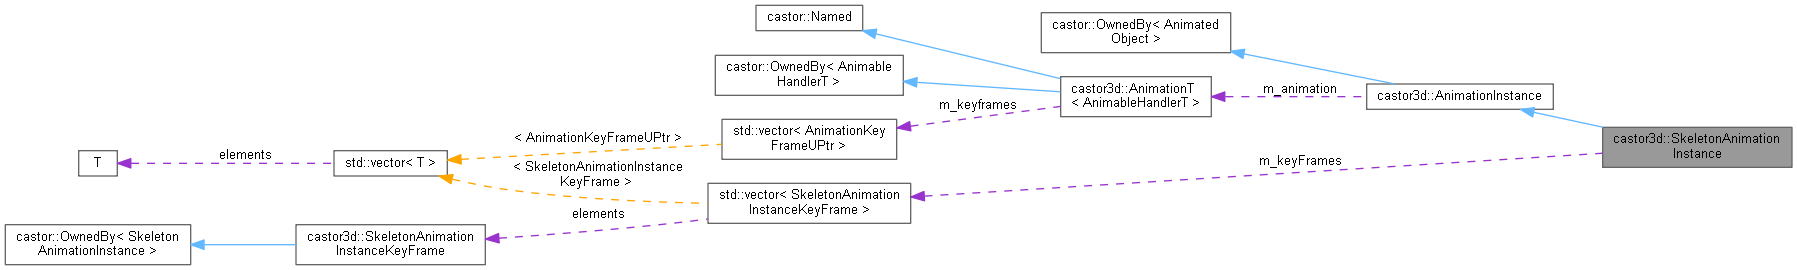 castor::Named
castor::OwnedBy< Animated
Object >
castor::OwnedBy< Animable
HandlerT >
castor3d::AnimationT
< AnimableHandlerT >
m_animation
castor3d::AnimationInstance
m_keyframes
std::vector< AnimationKey
FrameUPtr >
castor3d::SkeletonAnimation
Instance
< AnimationKeyFrameUPtr >
T
elements
std::vector< T >
< SkeletonAnimationInstance
KeyFrame >
m_keyFrames
std::vector< SkeletonAnimation
InstanceKeyFrame >
elements
castor::OwnedBy< Skeleton
AnimationInstance >
castor3d::SkeletonAnimation
InstanceKeyFrame